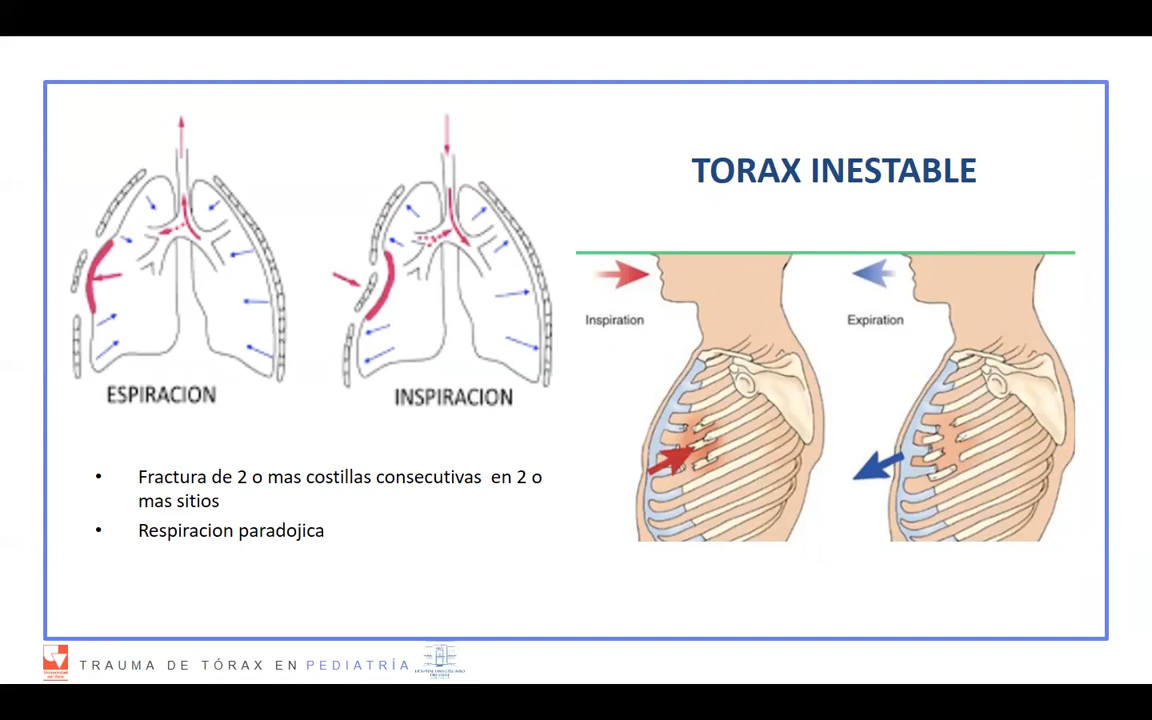 TORAX INESTABLE
ESPIRACION
INSPIRACION
Inspiration
Expiration
• Fractura de 2 o mas costillas consecutivas en 2 o
mas sitios
• Respiracion paradojica
TRAUMA DE TÓRAX EN PEDIATRÍA